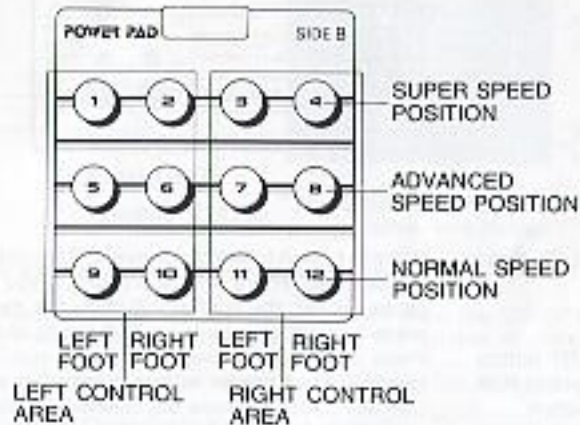 POWER PAD SIDE B
1 2 3 4
SUPER SPEED
POSITION
5 6 7 8
ADVANCED
SPEED POSITION
9 10 11 12
NORMAL SPEED
POSITION
LEFT FOOT
RIGHT FOOT
LEFT FOOT
RIGHT FOOT
LEFT CONTROL
AREA
RIGHT CONTROL
AREA